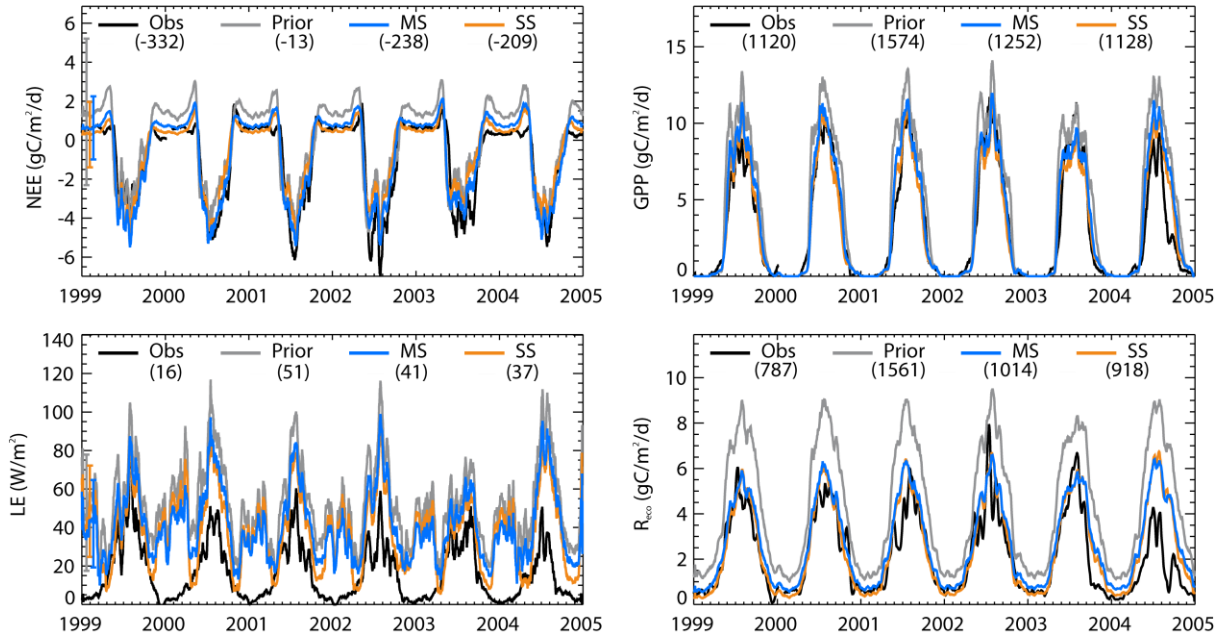 Obs Prior MS SS
(-332) (-13) (-238) (-209)
NEE (gC/m²/d)
6
4
2
0
-2
-4
-6
1999 2000 2001 2002 2003 2004 2005
Obs Prior MS SS
(1120) (1574) (1252) (1128)
GPP (gC/m²/d)
15
10
5
0
1999 2000 2001 2002 2003 2004 2005
Obs Prior MS SS
(16) (51) (41) (37)
LE (W/m²)
140
120
100
80
60
40
20
0
1999 2000 2001 2002 2003 2004 2005
Obs Prior MS SS
(787) (1561) (1014) (918)
Reco (gC/m²/d)
10
8
6
4
2
0
1999 2000 2001 2002 2003 2004 2005